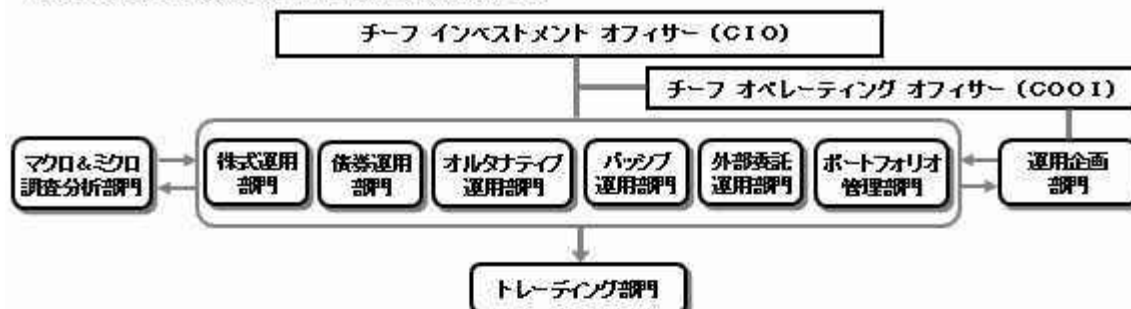 チーフ インベストメント オフィサー (CIO)
チーフ オペレーティング オフィサー (COOI)
マクロ&ミクロ
調査分析部門
株式運用
部門
債券運用
部門
オルタナティブ
運用部門
パッシブ
運用部門
外部委託
運用部門
ポートフォリオ
管理部門
運用企画
部門
トレーディング部門